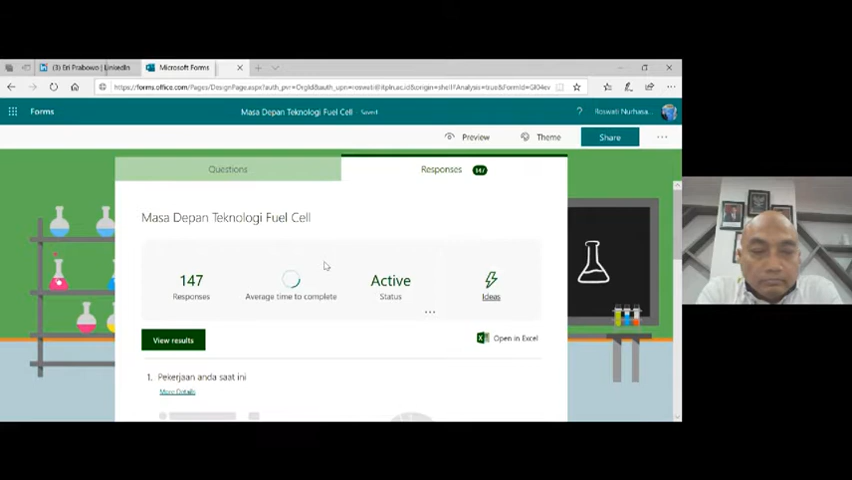 (3) Eri Prabowo | LinkedIn
Microsoft Forms
Forms
Masa Depan Teknologi Fuel Cell - Saved
? Roswati Nurhasa...
Preview
Theme
Share
Questions
Responses 147
Masa Depan Teknologi Fuel Cell
147
Responses
Average time to complete
Active
Status
Ideas
View results
Open in Excel
1. Pekerjaan anda saat ini
More Details